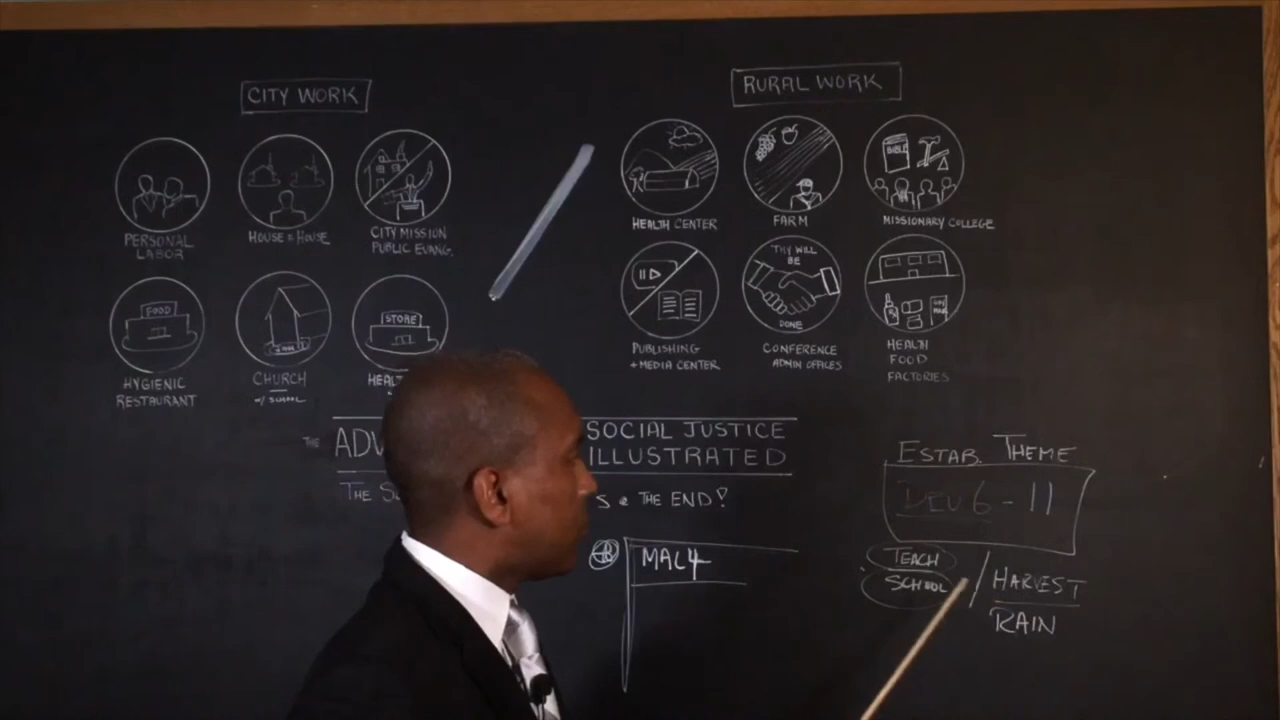 CITY WORK
PERSONAL
LABOR
HOUSE 2 HOUSE
CITY MISSION
PUBLIC EVANG.
FOOD
HYGIENIC
RESTAURANT
CHURCH
W/ SCHOOL
STORE
RURAL WORK
HEALTH CENTER
FARM
BIBLE
MISSIONARY COLLEGE
PUBLISHING
+ MEDIA CENTER
THY WILL
BE
DONE
CONFERENCE
ADMIN OFFICES
HEALTH
FOOD
FACTORIES
THE
SOCIAL JUSTICE
ILLUSTRATED
THE
THE END!
MAL 4
ESTAB. THEME
DEU 6 - 11
TEACH
SCHOOL
/ HARVEST
RAIN